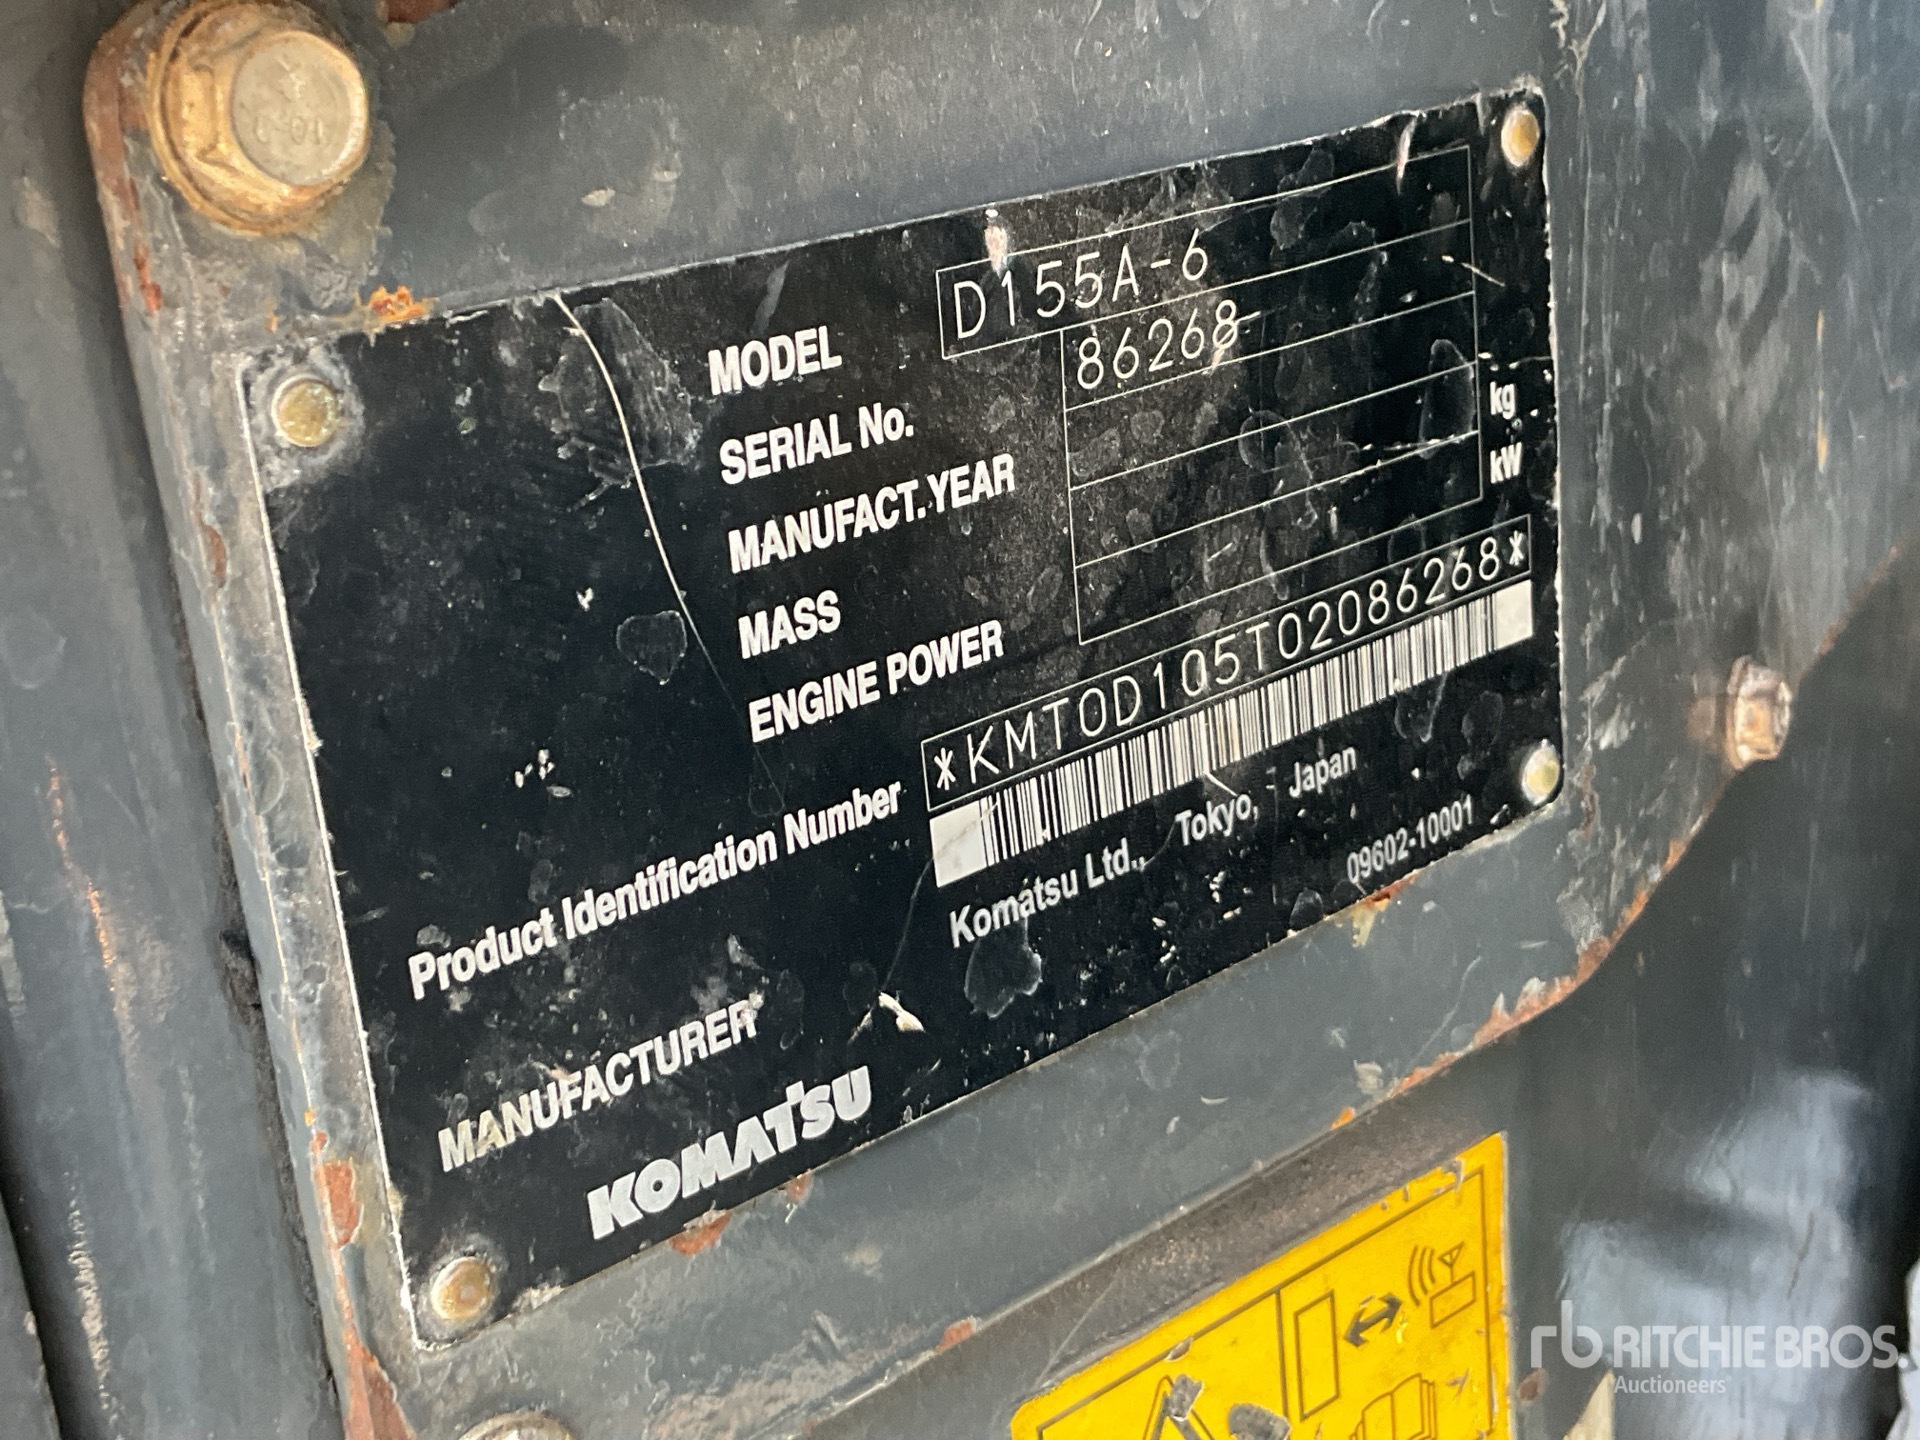 MODEL D155A-6
SERIAL No. 86268
MANUFACT. YEAR
MASS kg
ENGINE POWER kW
Product Identification Number *KMT0D105T02086268*
MANUFACTURER Komatsu Ltd., Tokyo, Japan
09602-10001
KOMATSU
rb RITCHIE BROS.
Auctioneers